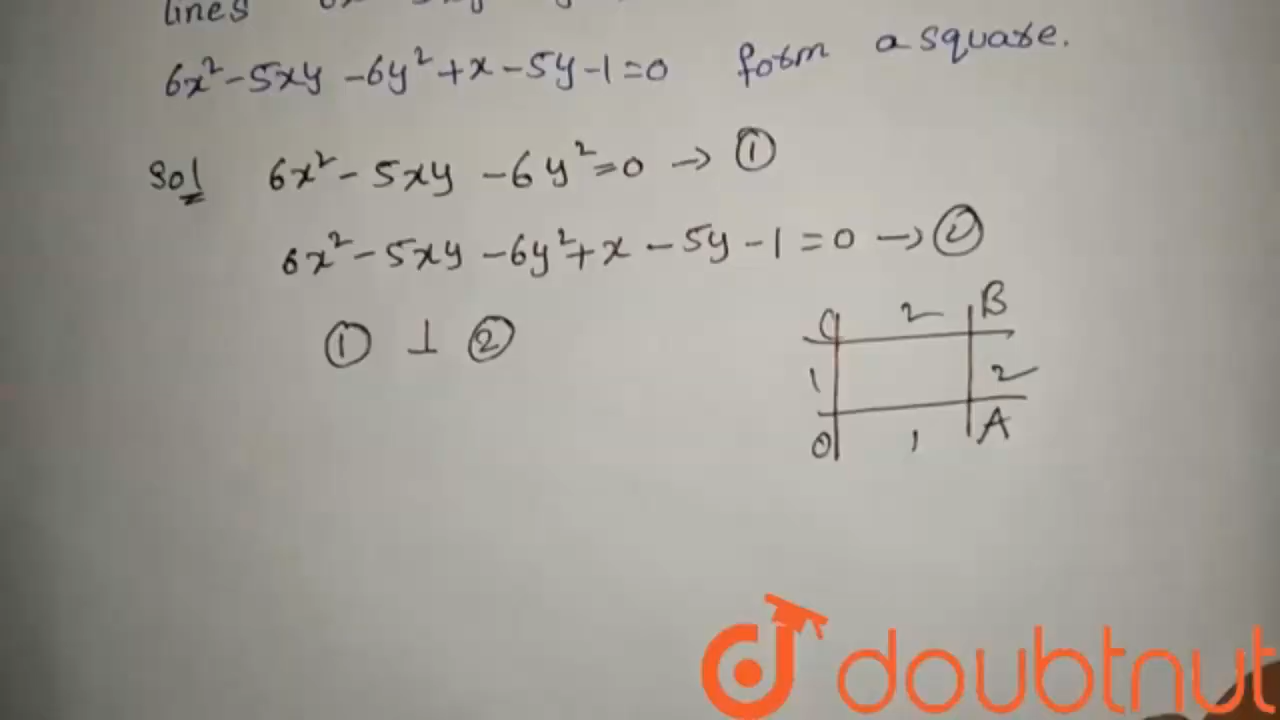 lines
6x² - 5xy - 6y² + x - 5y - 1 = 0 form a square.
Sol 6x² - 5xy - 6y² = 0 → ①
6x² - 5xy - 6y² + x - 5y - 1 = 0 → ②
① ⊥ ②
C 2 B
1 2
O 1 A
doubtnut